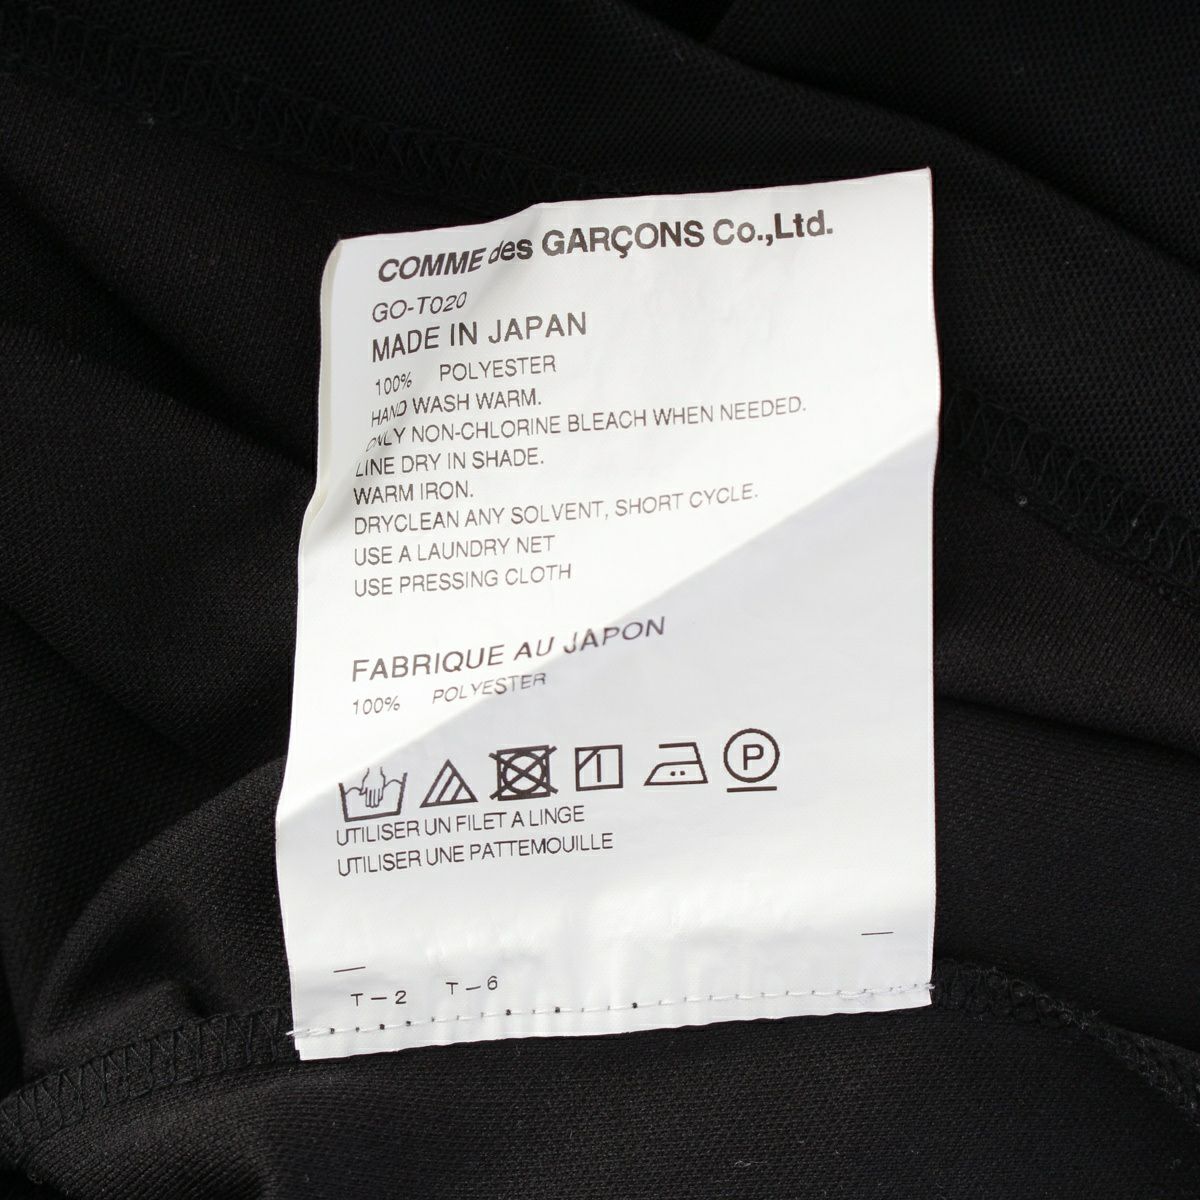 COMME des GARÇONS Co.,Ltd.
GO-T020
MADE IN JAPAN
100% POLYESTER
HAND WASH WARM.
ONLY NON-CHLORINE BLEACH WHEN NEEDED.
LINE DRY IN SHADE.
WARM IRON.
DRYCLEAN ANY SOLVENT, SHORT CYCLE.
USE A LAUNDRY NET
USE PRESSING CLOTH
FABRIQUE AU JAPON
100% POLYESTER
P
UTILISER UN FILET A LINGE
UTILISER UNE PATTEMOUILLE
T-2 T-6